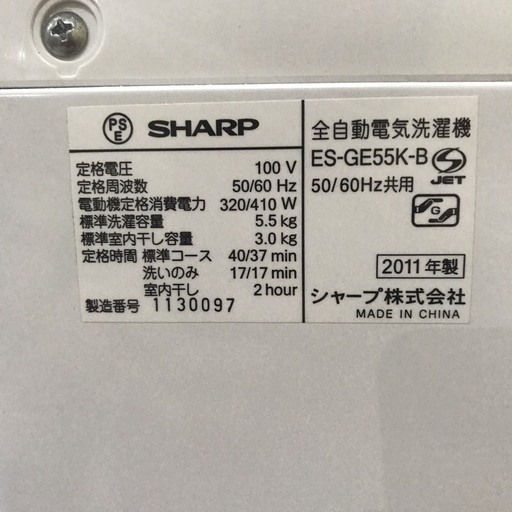 PS
E
SHARP
定格電圧 100 V
定格周波数 50/60 Hz
電動機定格消費電力 320/410 W
標準洗濯容量 5.5 kg
標準室内干し容量 3.0 kg
定格時間 標準コース 40/37 min
洗いのみ 17/17 min
室内干し 2 hour
製造番号 1130097
全自動電気洗濯機
ES-GE55K-B
S
JET
50/60Hz共用
G
2011年製
シャープ株式会社
MADE IN CHINA